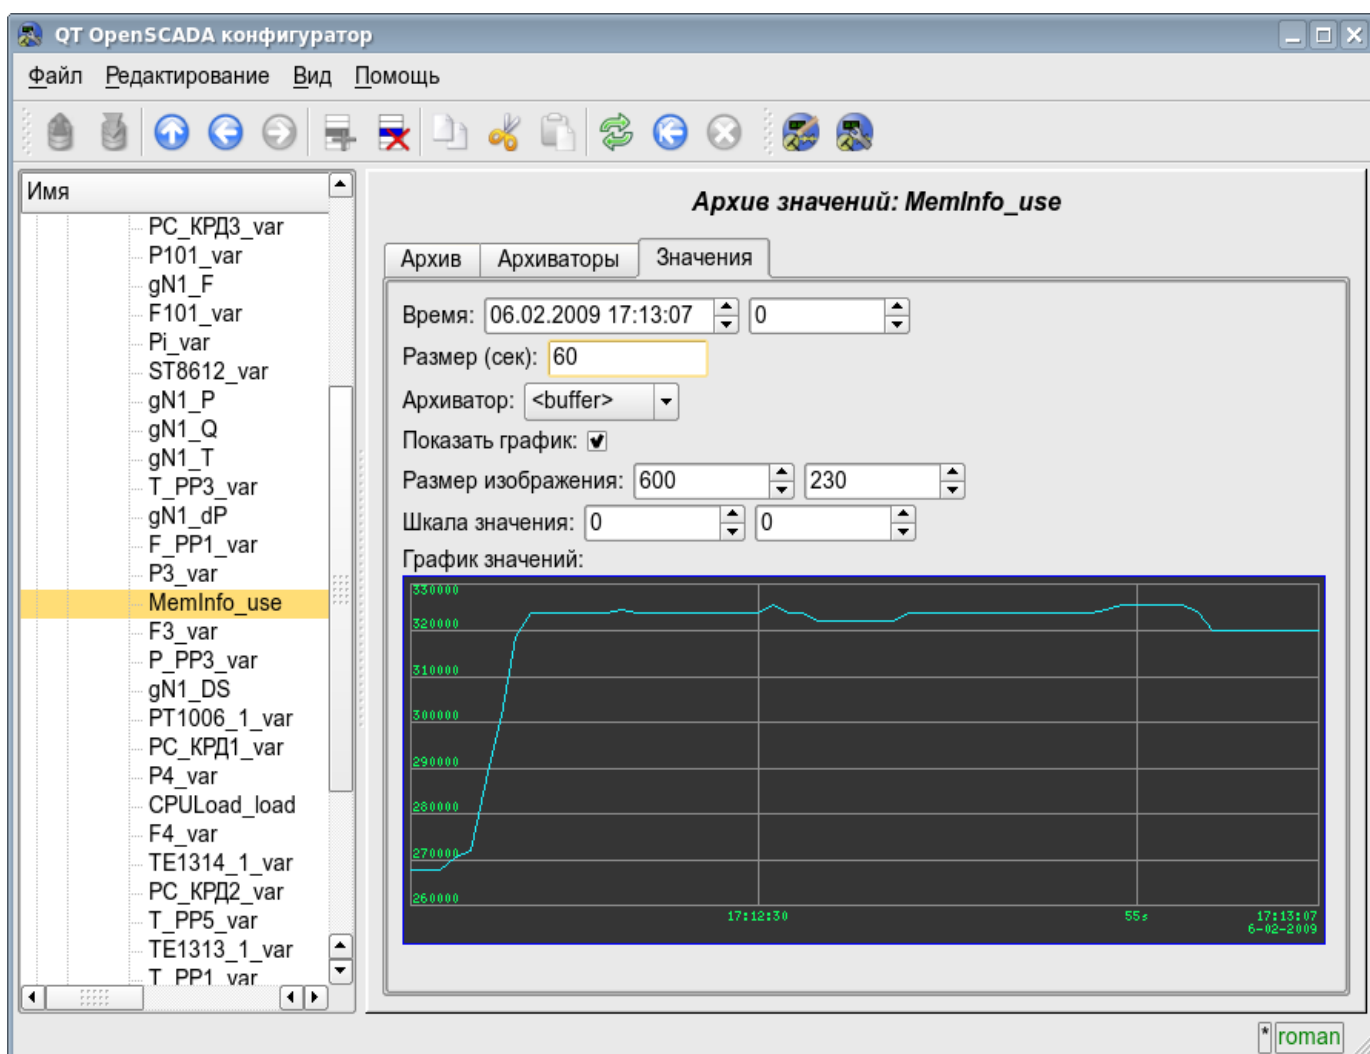 QT OpenSCADA конфигуратор
Файл Редактирование Вид Помощь
Имя
PC_КРД3_var
P101_var
gN1_F
F101_var
Pi_var
ST8612_var
gN1_P
gN1_Q
gN1_T
T_PP3_var
gN1_dP
F_PP1_var
P3_var
MemInfo_use
F3_var
P_PP3_var
gN1_DS
PT1006_1_var
PC_КРД1_var
P4_var
CPULoad_load
F4_var
TE1314_1_var
PC_КРД2_var
T_PP5_var
TE1313_1_var
T_PP1_var
Архив значений: MemInfo_use
Архив Архиваторы Значения
Время: 06.02.2009 17:13:07 0
Размер (сек): 60
Архиватор: <buffer>
Показать график:
Размер изображения: 600 230
Шкала значения: 0 0
График значений:
330000
320000
310000
300000
290000
280000
270000
260000
17:12:30 55s 17:13:07
6-02-2009
* roman